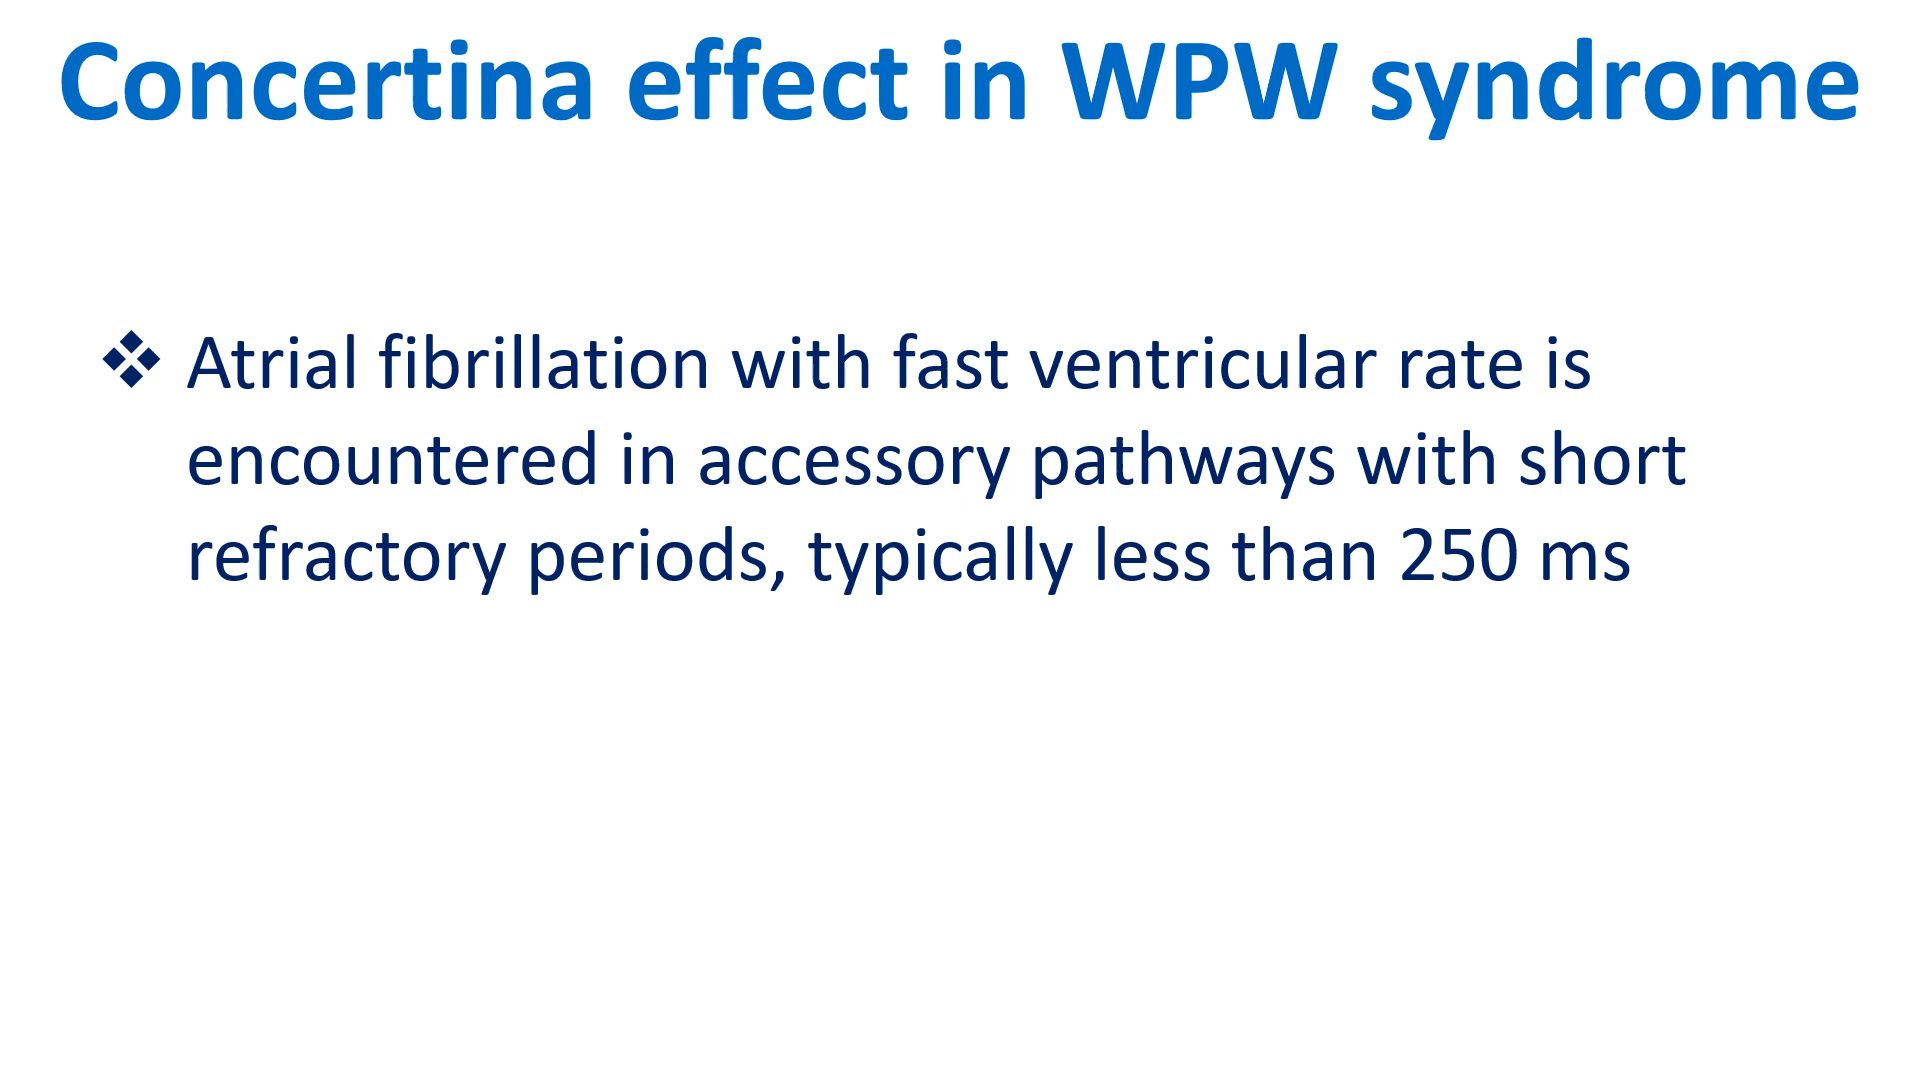 Concertina effect in WPW syndrome
❖ Atrial fibrillation with fast ventricular rate is
encountered in accessory pathways with short
refractory periods, typically less than 250 ms